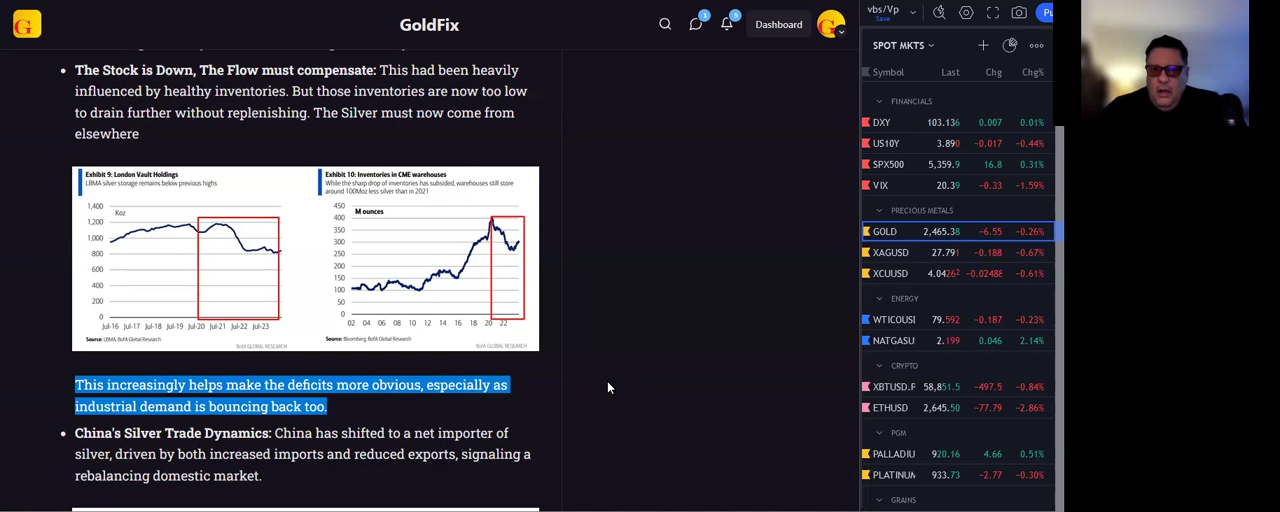 G
GoldFix
1
5
Dashboard
G
The Stock is Down, The Flow must compensate: This had been heavily
influenced by healthy inventories. But those inventories are now too low
to drain further without replenishing. The Silver must now come from
elsewhere
Exhibit 9: London Vault Holdings
LBMA silver storage remains below previous highs
Koz
1,400
1,200
1,000
800
600
400
200
0
Jul-16 Jul-17 Jul-18 Jul-19 Jul-20 Jul-21 Jul-22 Jul-23
Source: LBMA, BofA Global Research
BofA GLOBAL RESEARCH
Exhibit 10: Inventories in CME warehouses
While the sharp drop of inventories has subsided, warehouses still store
around 100Moz less silver than in 2021
M ounces
450
400
350
300
250
200
150
100
50
0
02 04 06 08 10 12 14 16 18 20 22
Source: Bloomberg, BofA Global Research
BofA GLOBAL RESEARCH
This increasingly helps make the deficits more obvious, especially as
industrial demand is bouncing back too.
China's Silver Trade Dynamics: China has shifted to a net importer of
silver, driven by both increased imports and reduced exports, signaling a
rebalancing domestic market.
vbs/Vp
Save
Pu
SPOT MKTS
Symbol Last Chg Chg%
FINANCIALS
DXY 103.136 0.007 0.01%
US10Y 3.890 −0.017 −0.44%
SPX500 5,359.9 16.8 0.31%
VIX 20.39 −0.33 −1.59%
PRECIOUS METALS
GOLD 2,465.38 −6.55 −0.26%
XAGUSD 27.791 −0.188 −0.67%
XCUUSD 4.04262 −0.02488 −0.61%
ENERGY
WTICOUSI 79.592 −0.187 −0.23%
NATGASU 2.199 0.046 2.14%
CRYPTO
XBTUSD.F 58,851.5 −497.5 −0.84%
ETHUSD 2,645.50 −77.79 −2.86%
PGM
PALLADIU 920.16 4.66 0.51%
PLATINUM 933.73 −2.77 −0.30%
GRAINS